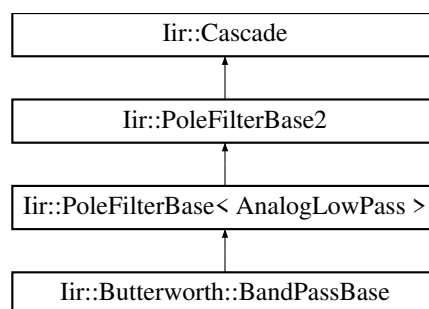 Iir::Cascade
Iir::PoleFilterBase2
Iir::PoleFilterBase< AnalogLowPass >
Iir::Butterworth::BandPassBase